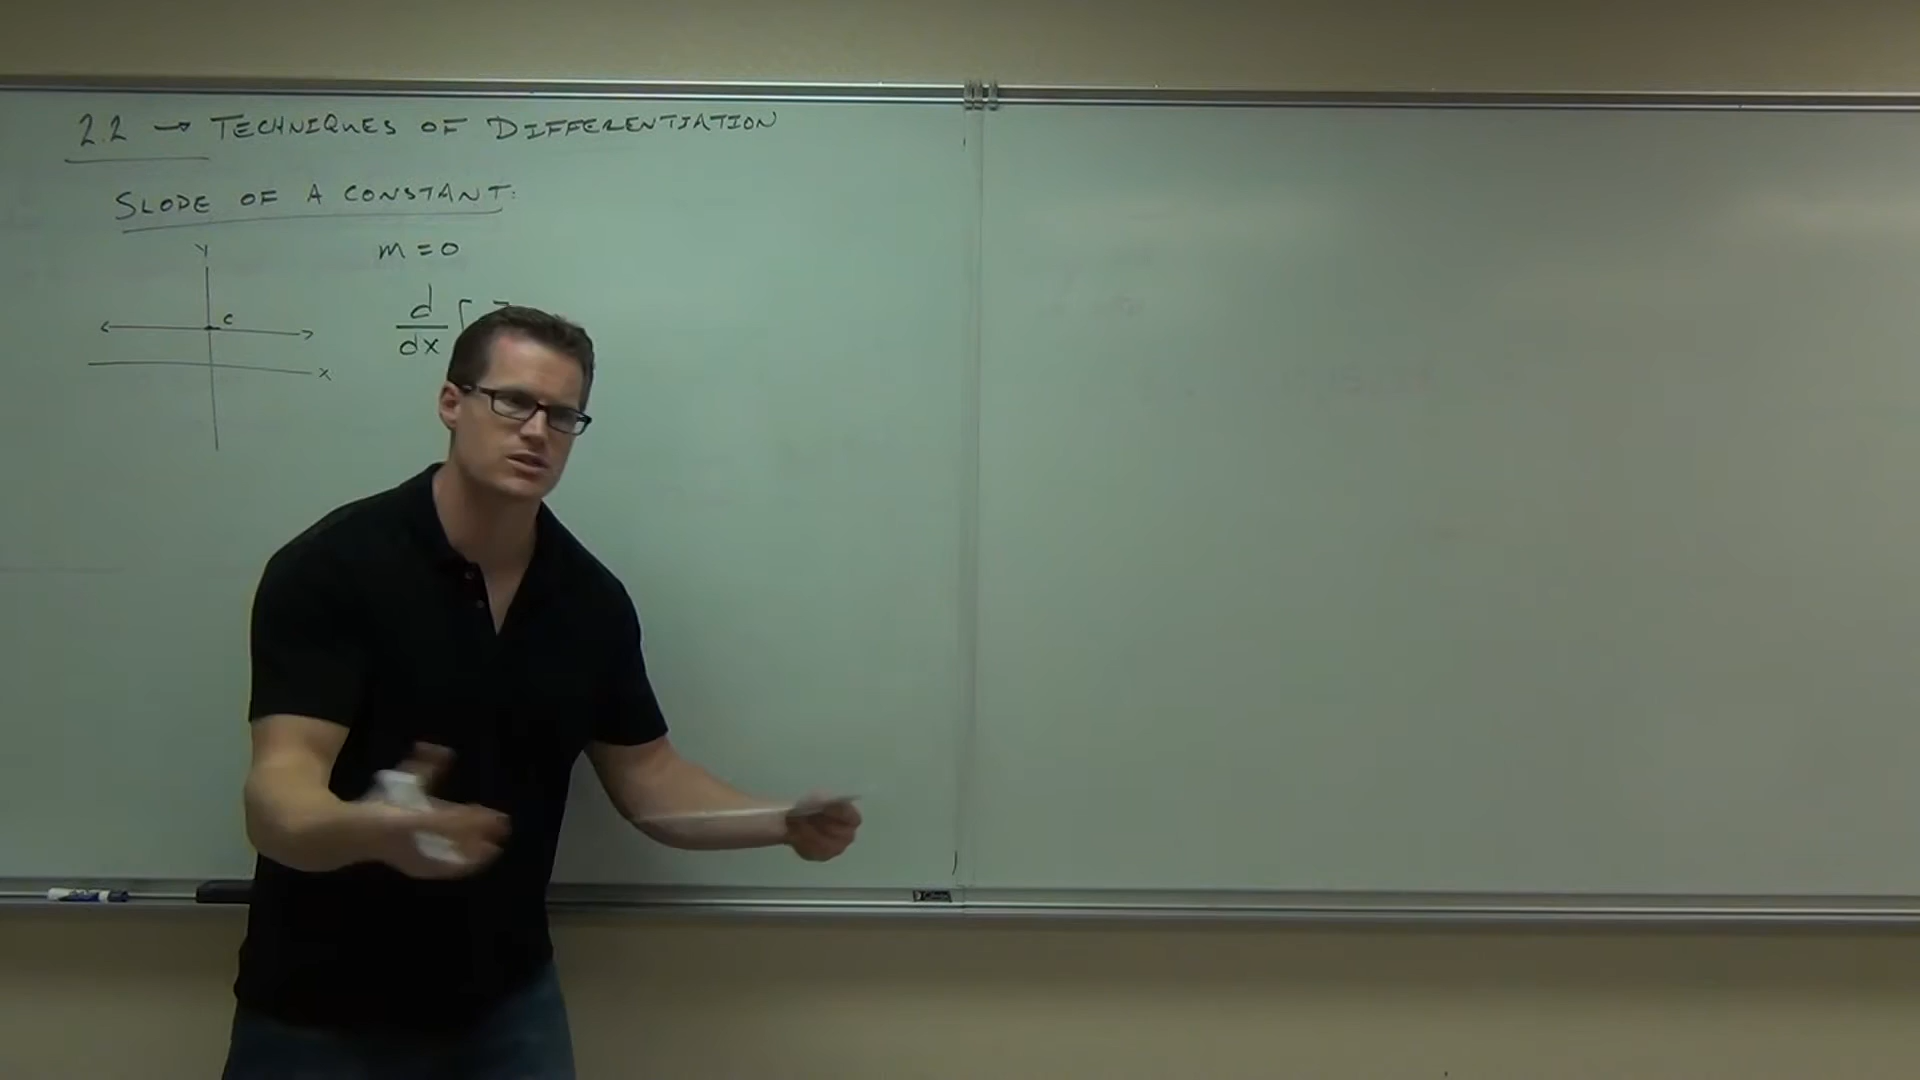 2.2 → TECHNIQUES OF DIFFERENTIATION
SLOPE OF A CONSTANT:
y
m = 0
c
d
dx
x